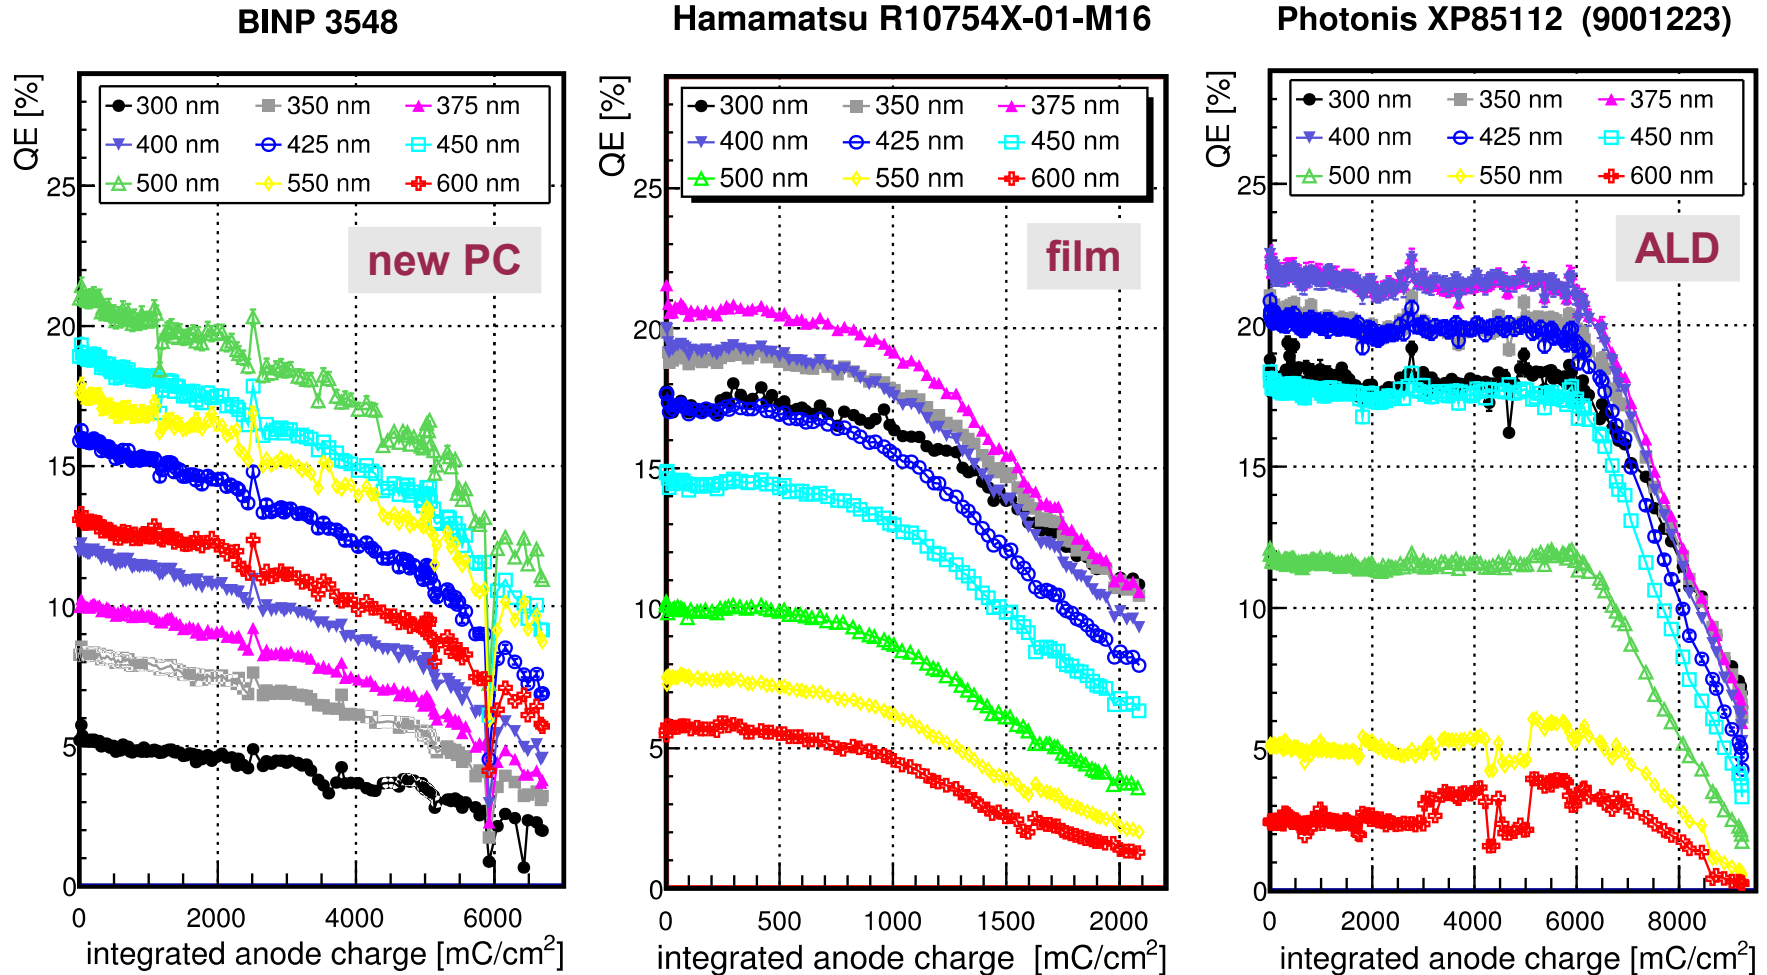 BINP 3548
QE [%]
300 nm 350 nm 375 nm
400 nm 425 nm 450 nm
500 nm 550 nm 600 nm
new PC
25
20
15
10
5
0
0 2000 4000 6000
integrated anode charge [mC/cm²]
Hamamatsu R10754X-01-M16
QE [%]
300 nm 350 nm 375 nm
400 nm 425 nm 450 nm
500 nm 550 nm 600 nm
film
25
20
15
10
5
0
0 500 1000 1500 2000
integrated anode charge [mC/cm²]
Photonis XP85112 (9001223)
QE [%]
300 nm 350 nm 375 nm
400 nm 425 nm 450 nm
500 nm 550 nm 600 nm
ALD
25
20
15
10
5
0
0 2000 4000 6000 8000
integrated anode charge [mC/cm²]